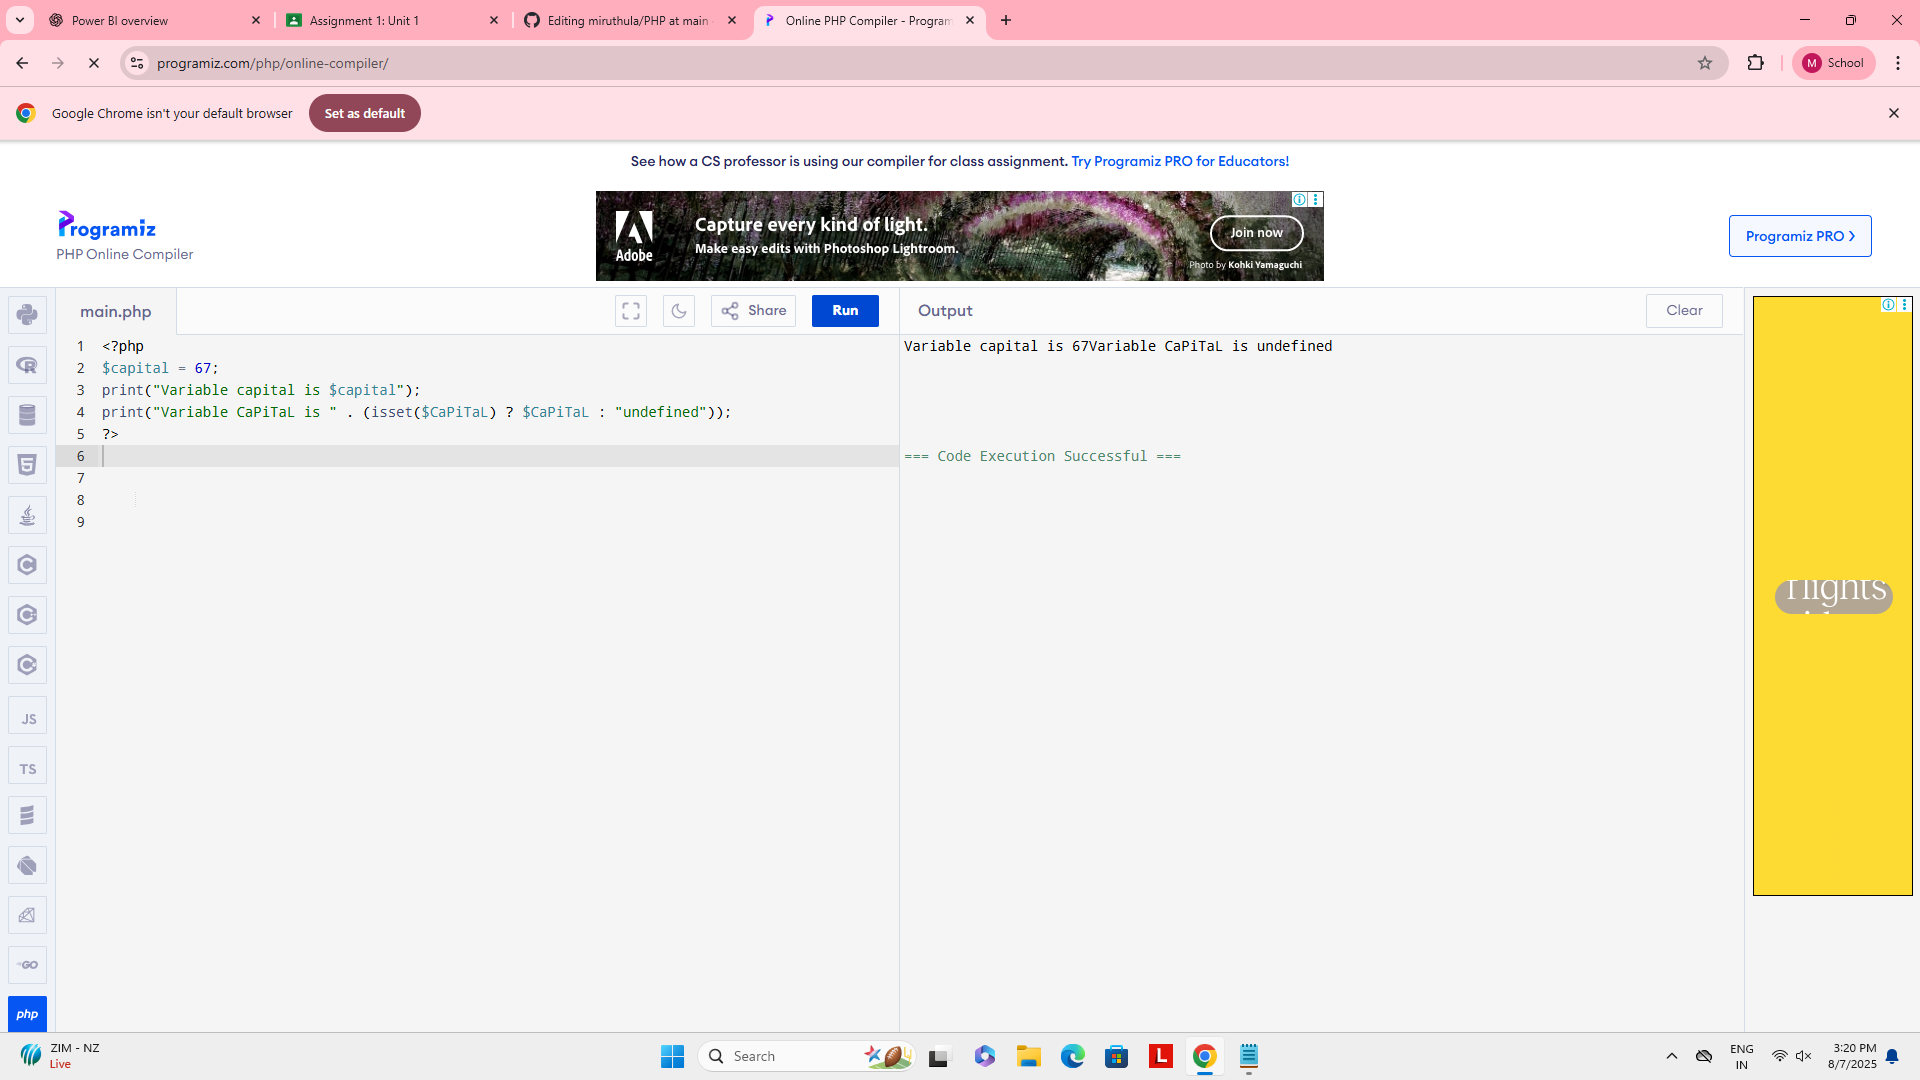 Power BI overview
Assignment 1: Unit 1
Editing miruthula/PHP at main
Online PHP Compiler - Program
programiz.com/php/online-compiler/
M School
Google Chrome isn't your default browser
Set as default
See how a CS professor is using our compiler for class assignment. Try Programiz PRO for Educators!
Programiz
PHP Online Compiler
Adobe
Capture every kind of light.
Make easy edits with Photoshop Lightroom.
Join now
Photo by Kohki Yamaguchi
Programiz PRO
main.php
Share
Run
Output
Clear
1 <?php
2 $capital = 67;
3 print("Variable capital is $capital");
4 print("Variable CaPiTaL is " . (isset($CaPiTaL) ? $CaPiTaL : "undefined"));
5 ?>
6
7
8
9
Variable capital is 67Variable CaPiTaL is undefined
=== Code Execution Successful ===
flights
JS
TS
GO
php
ZIM - NZ
Live
Search
L
ENG
IN
3:20 PM
8/7/2025